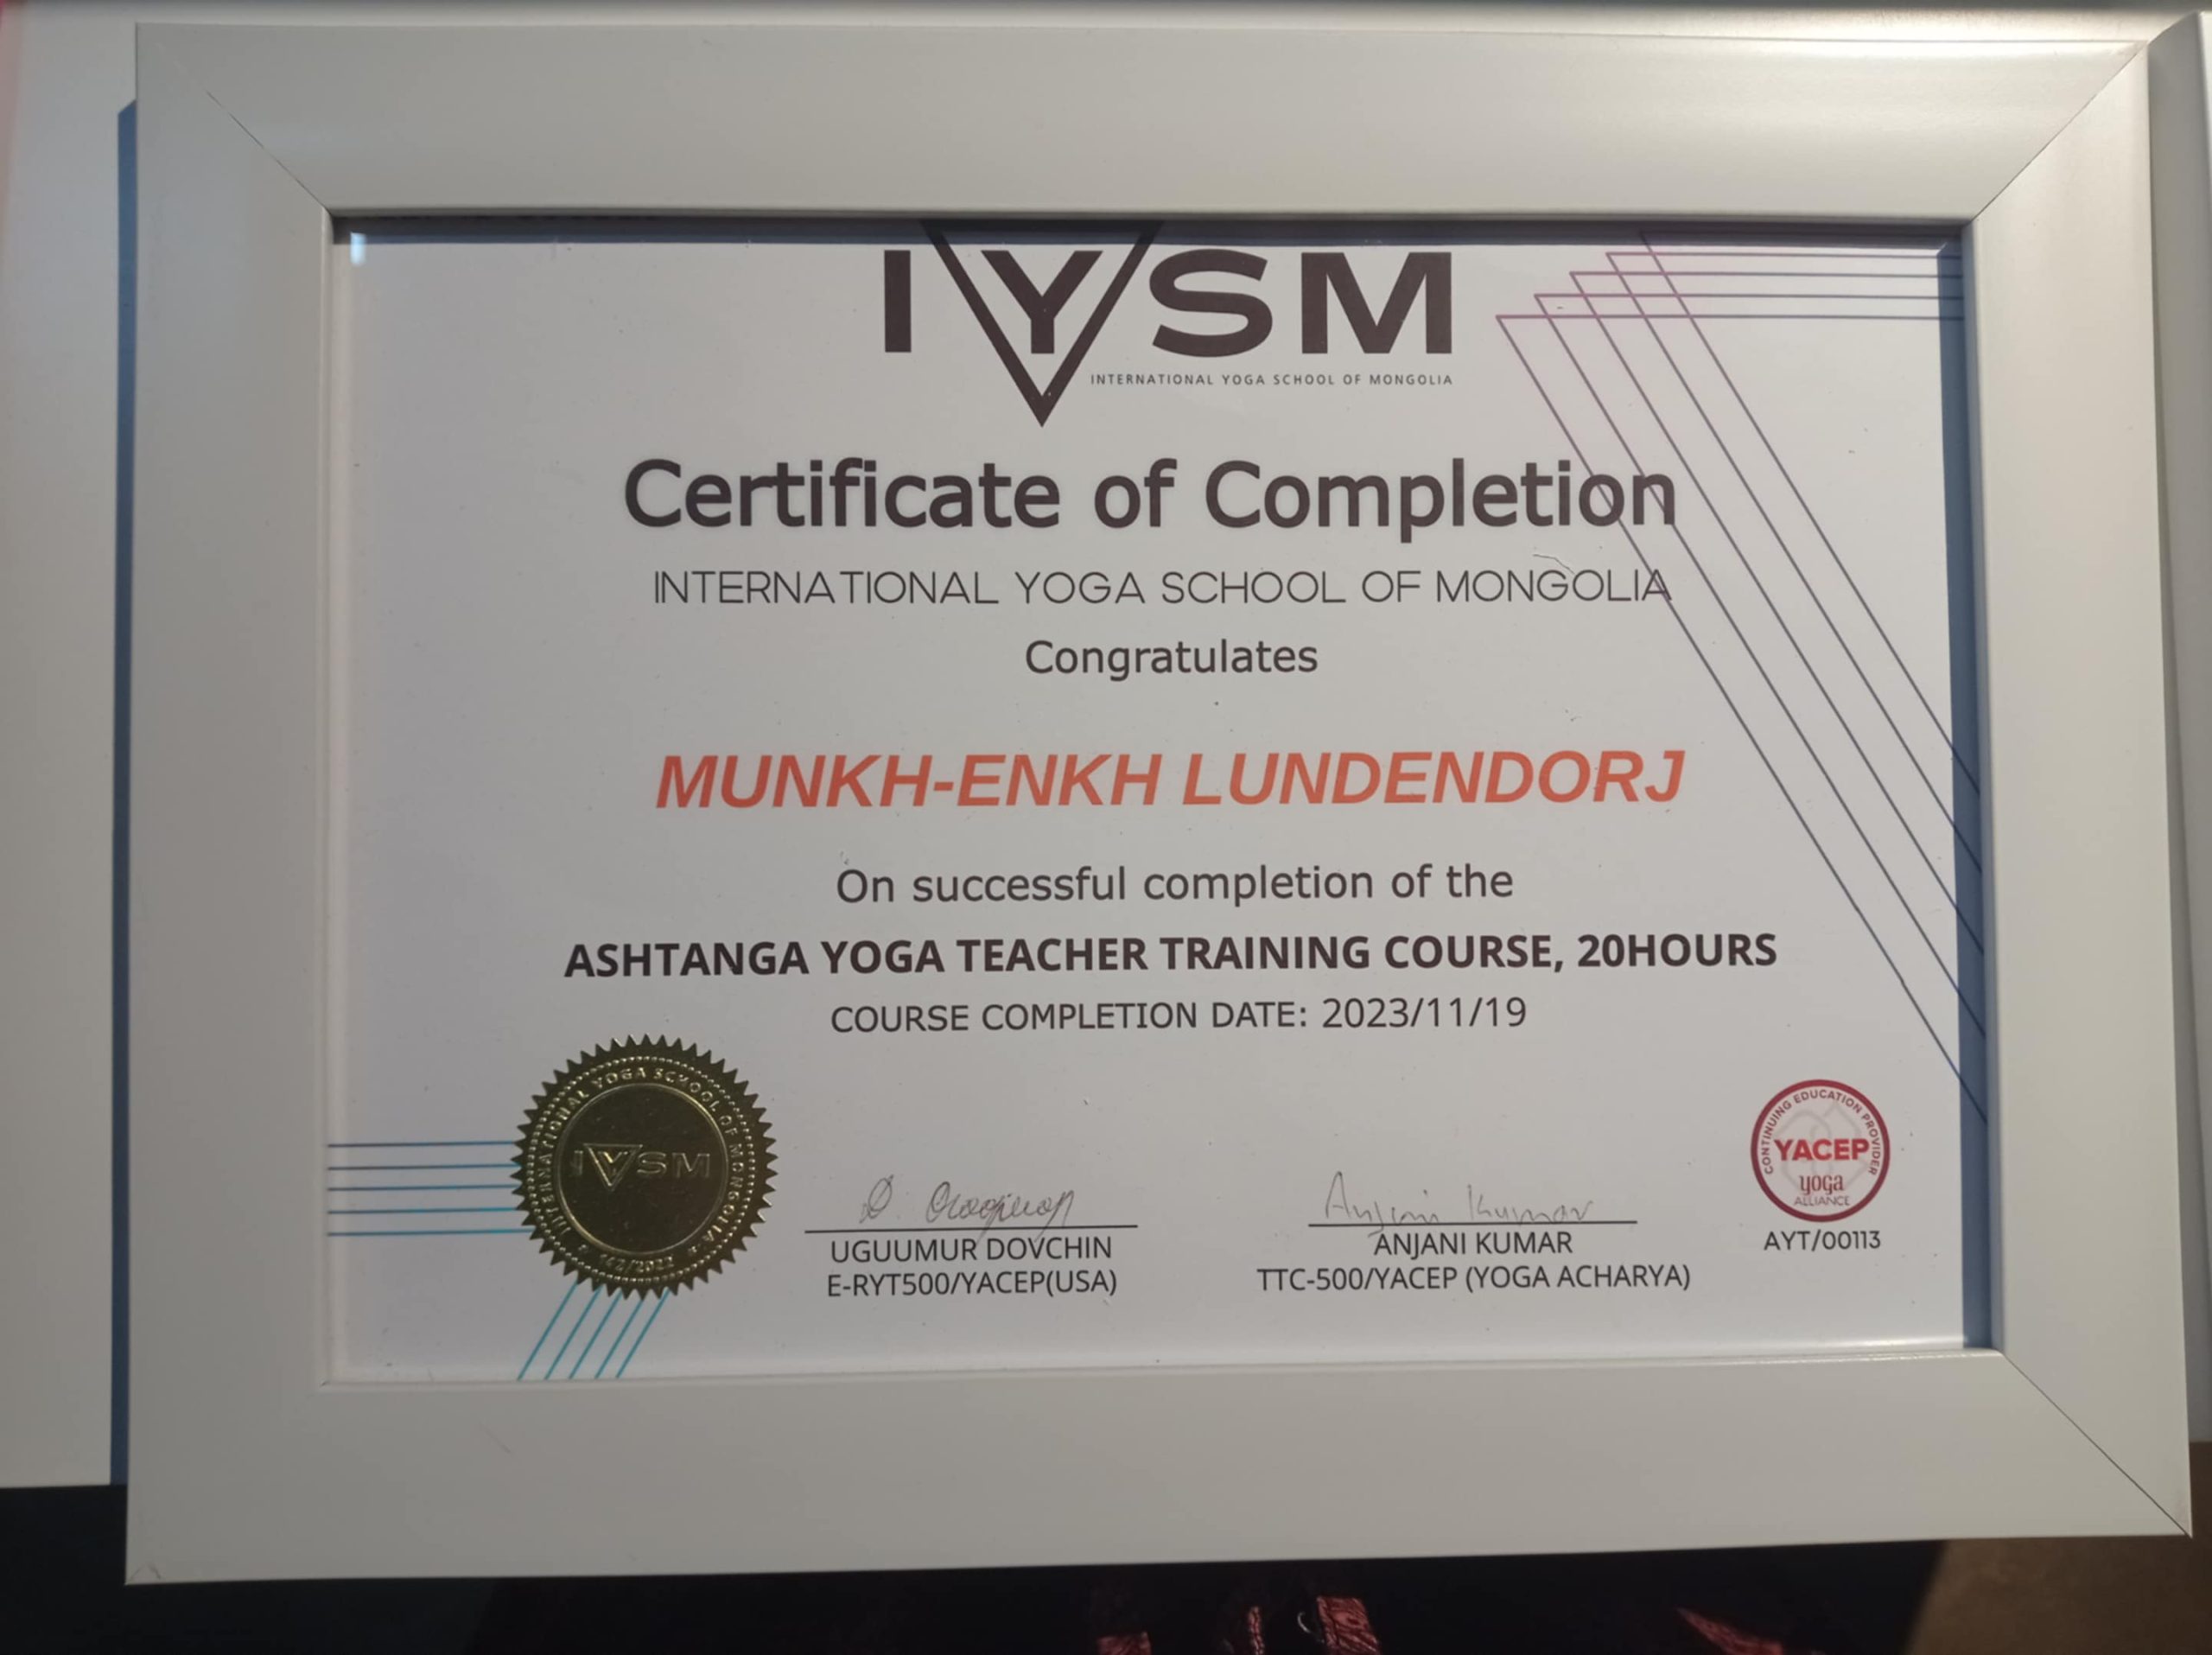 IYSM
INTERNATIONAL YOGA SCHOOL OF MONGOLIA
Certificate of Completion
INTERNATIONAL YOGA SCHOOL OF MONGOLIA
Congratulates
MUNKH-ENKH LUNDENDORJ
On successful completion of the
ASHTANGA YOGA TEACHER TRAINING COURSE, 20HOURS
COURSE COMPLETION DATE: 2023/11/19
INTERNATIONAL YOGA SCHOOL OF MONGOLIA
IYSM
Anjani Kumar
UGUUMUR DOVCHIN
E-RYT500/YACEP(USA)
ANJANI KUMAR
TTC-500/YACEP (YOGA ACHARYA)
CONTINUING EDUCATION PROVIDER
YACEP
yoga
ALLIANCE
AYT/00113